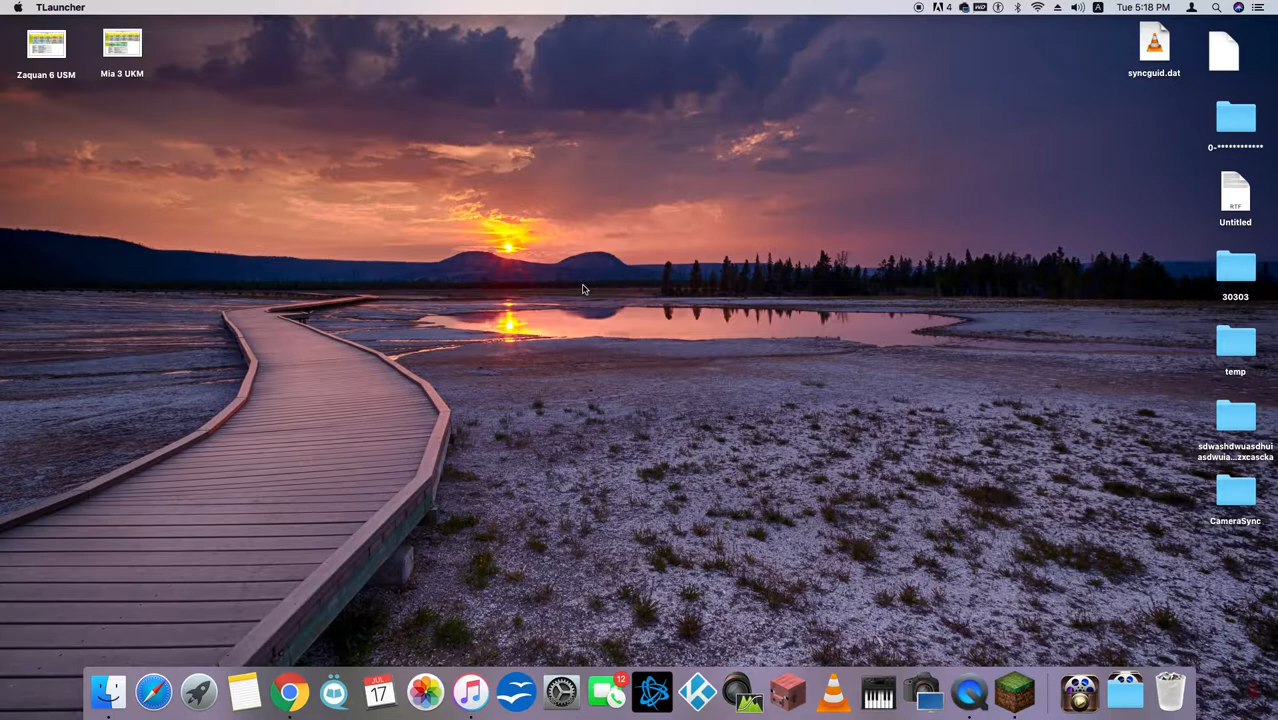 TLauncher
4
Tue 5:18 PM
A
Zaquan 6 USM
Mia 3 UKM
syncguid.dat
0-************
RTF
Untitled
30303
temp
sdwashdwuasdhui
asdwuia...zxcascka
CameraSync
JUL
17
12